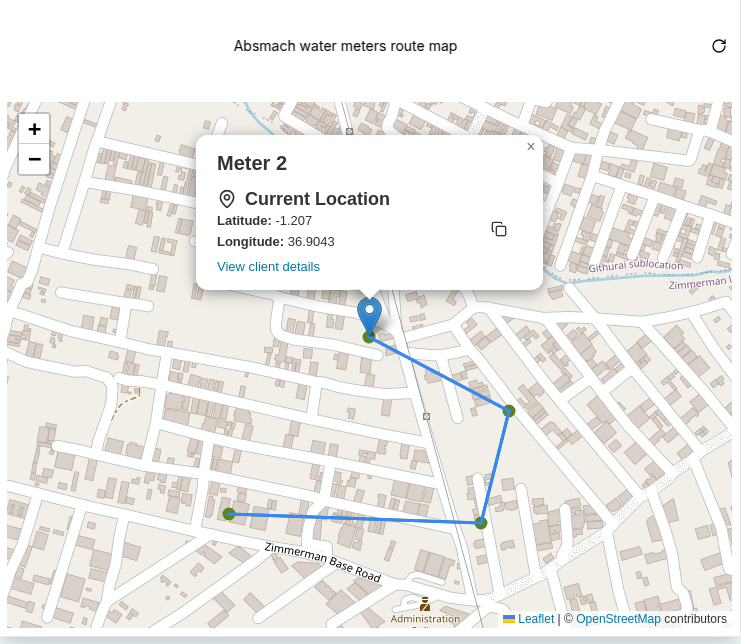 Absmach water meters route map
+
−
×
Meter 2
Current Location
Latitude: -1.207
Longitude: 36.9043
View client details
Githurai sublocation
Zimmerman
Zimmerman Base Road
Administration
Leaflet | © OpenStreetMap contributors